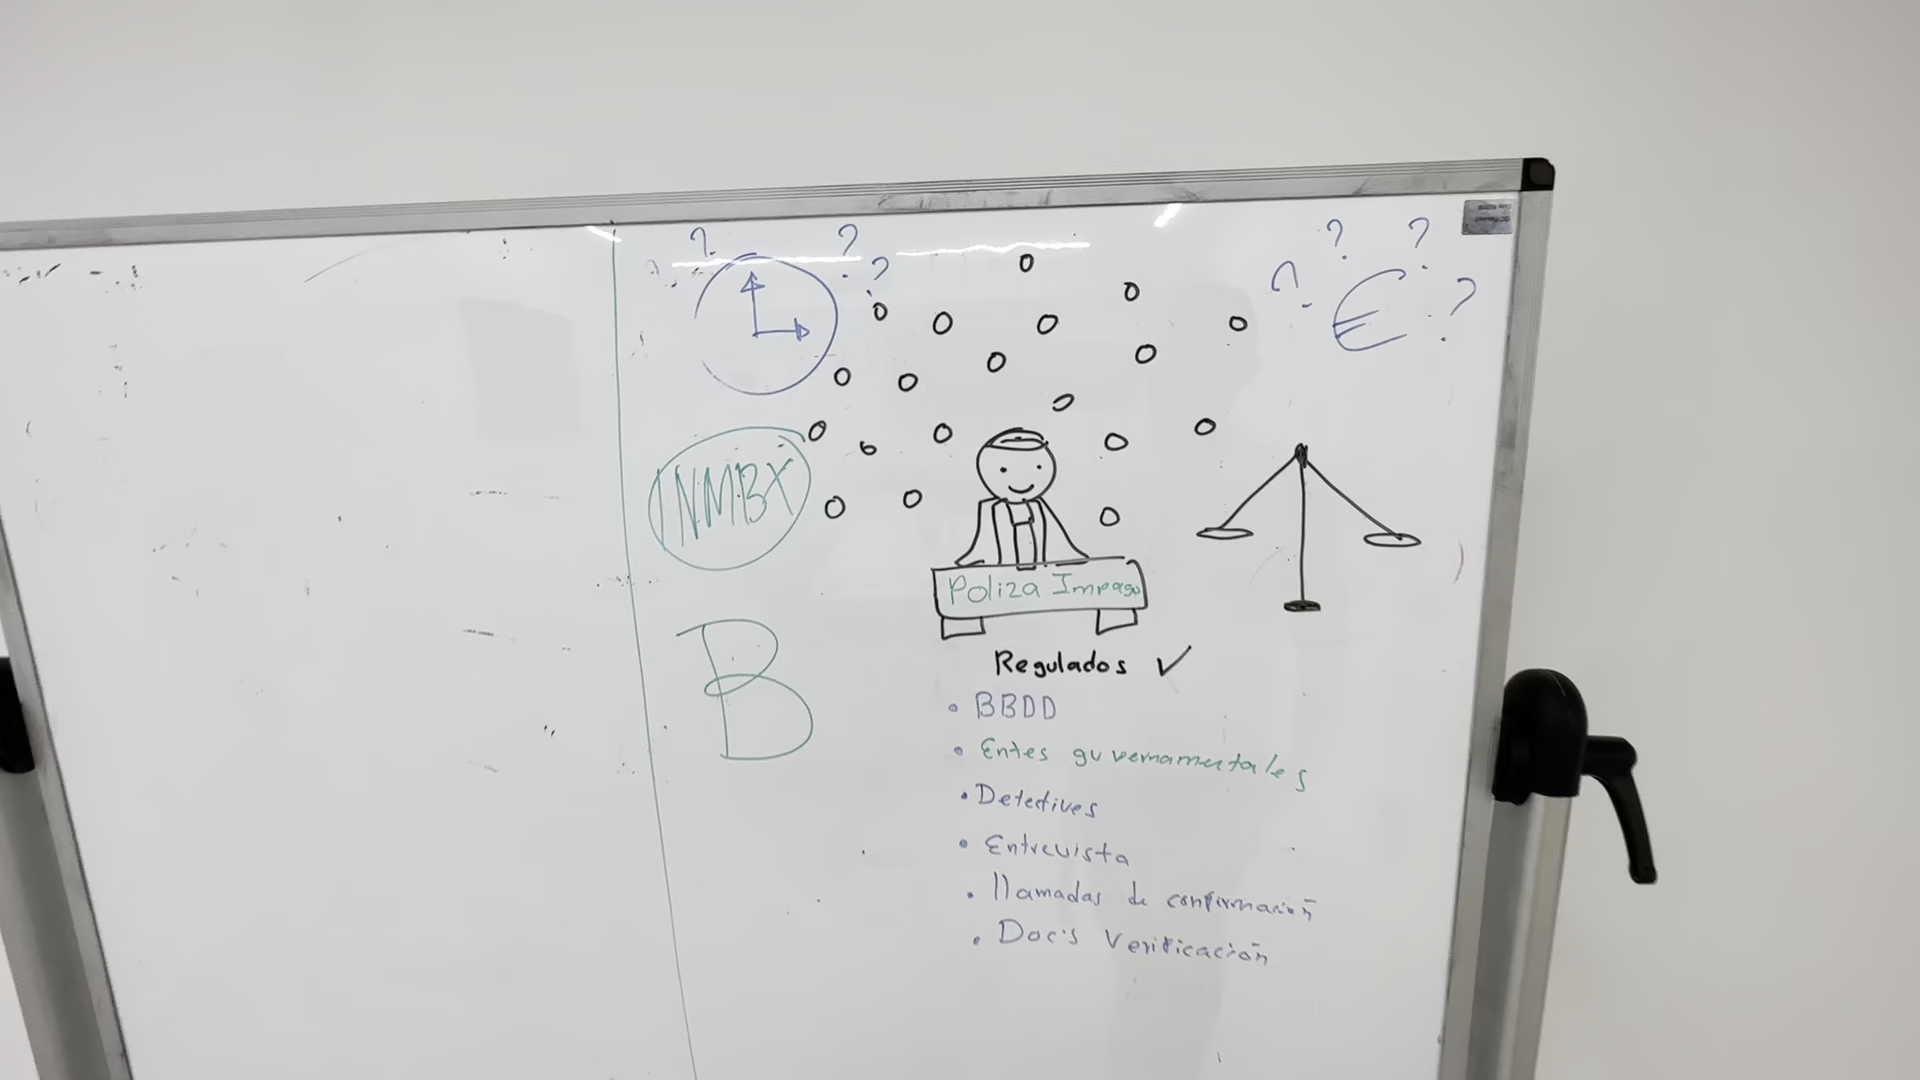 ? ? ?
? ? ? € ?
INMBX
Poliza Impago
B
Regulados ✓
• BBDD
• Entes guvernamentales
• Detectives
• Entrevista
• llamadas de confirmación
• Doc's Verificación